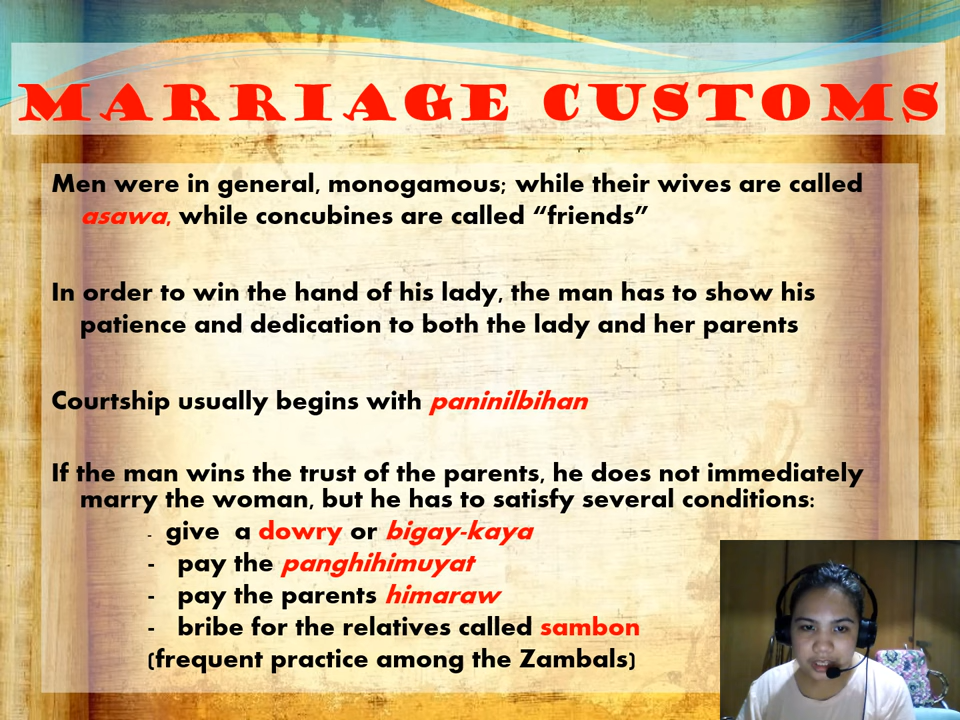 MARRIAGE CUSTOMS
Men were in general, monogamous; while their wives are called
asawa, while concubines are called “friends”
In order to win the hand of his lady, the man has to show his
patience and dedication to both the lady and her parents
Courtship usually begins with paninilbihan
If the man wins the trust of the parents, he does not immediately
marry the woman, but he has to satisfy several conditions:
- give a dowry or bigay-kaya
- pay the panghihimuyat
- pay the parents himaraw
- bribe for the relatives called sambon
(frequent practice among the Zambals)